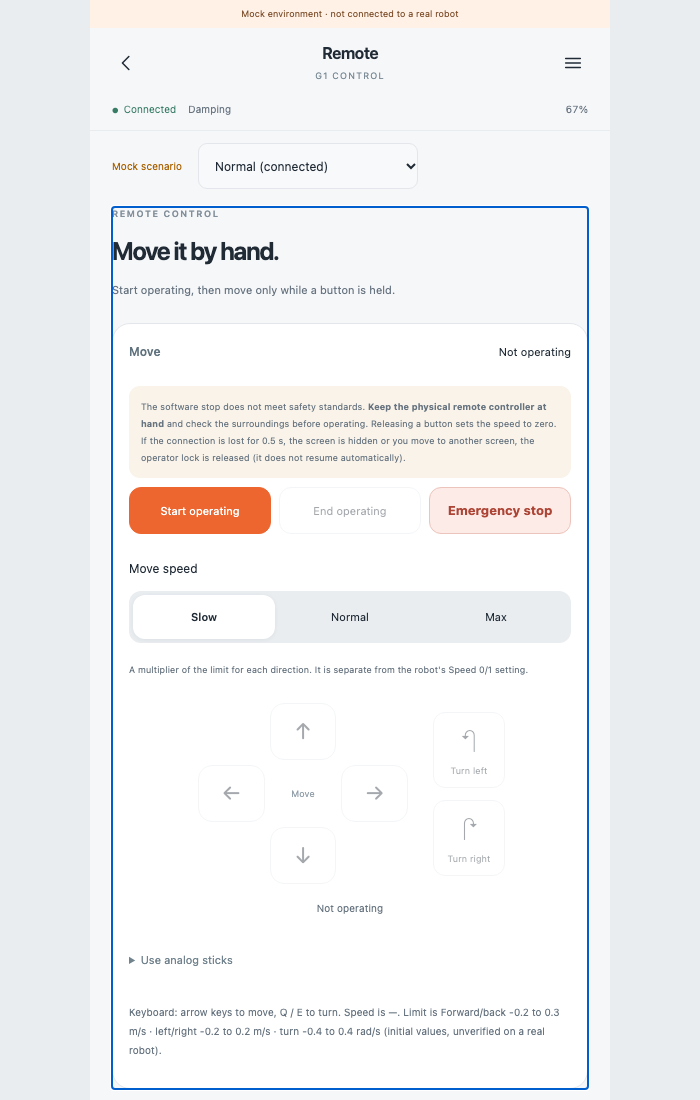 Mock environment · not connected to a real robot
Remote
G1 CONTROL
Connected Damping 67%
Mock scenario Normal (connected)
REMOTE CONTROL
Move it by hand.
Start operating, then move only while a button is held.
Move Not operating
The software stop does not meet safety standards. Keep the physical remote controller at
hand and check the surroundings before operating. Releasing a button sets the speed to zero.
If the connection is lost for 0.5 s, the screen is hidden or you move to another screen, the
operator lock is released (it does not resume automatically).
Start operating End operating Emergency stop
Move speed
Slow Normal Max
A multiplier of the limit for each direction. It is separate from the robot's Speed 0/1 setting.
Move
Turn left
Turn right
Not operating
Use analog sticks
Keyboard: arrow keys to move, Q / E to turn. Speed is —. Limit is Forward/back -0.2 to 0.3
m/s · left/right -0.2 to 0.2 m/s · turn -0.4 to 0.4 rad/s (initial values, unverified on a real
robot).